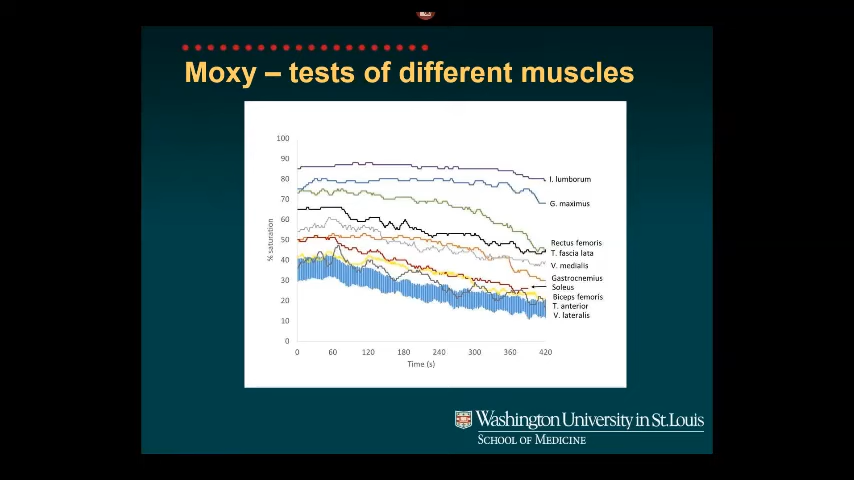 Moxy – tests of different muscles
100
90
80
70
60
50
40
30
20
10
0
% saturation
0 60 120 180 240 300 360 420
Time (s)
I. lumborum
G. maximus
Rectus femoris
T. fascia lata
V. medialis
Gastrocnemius
Soleus
Biceps femoris
T. anterior
V. lateralis
Washington University in St.Louis
SCHOOL OF MEDICINE